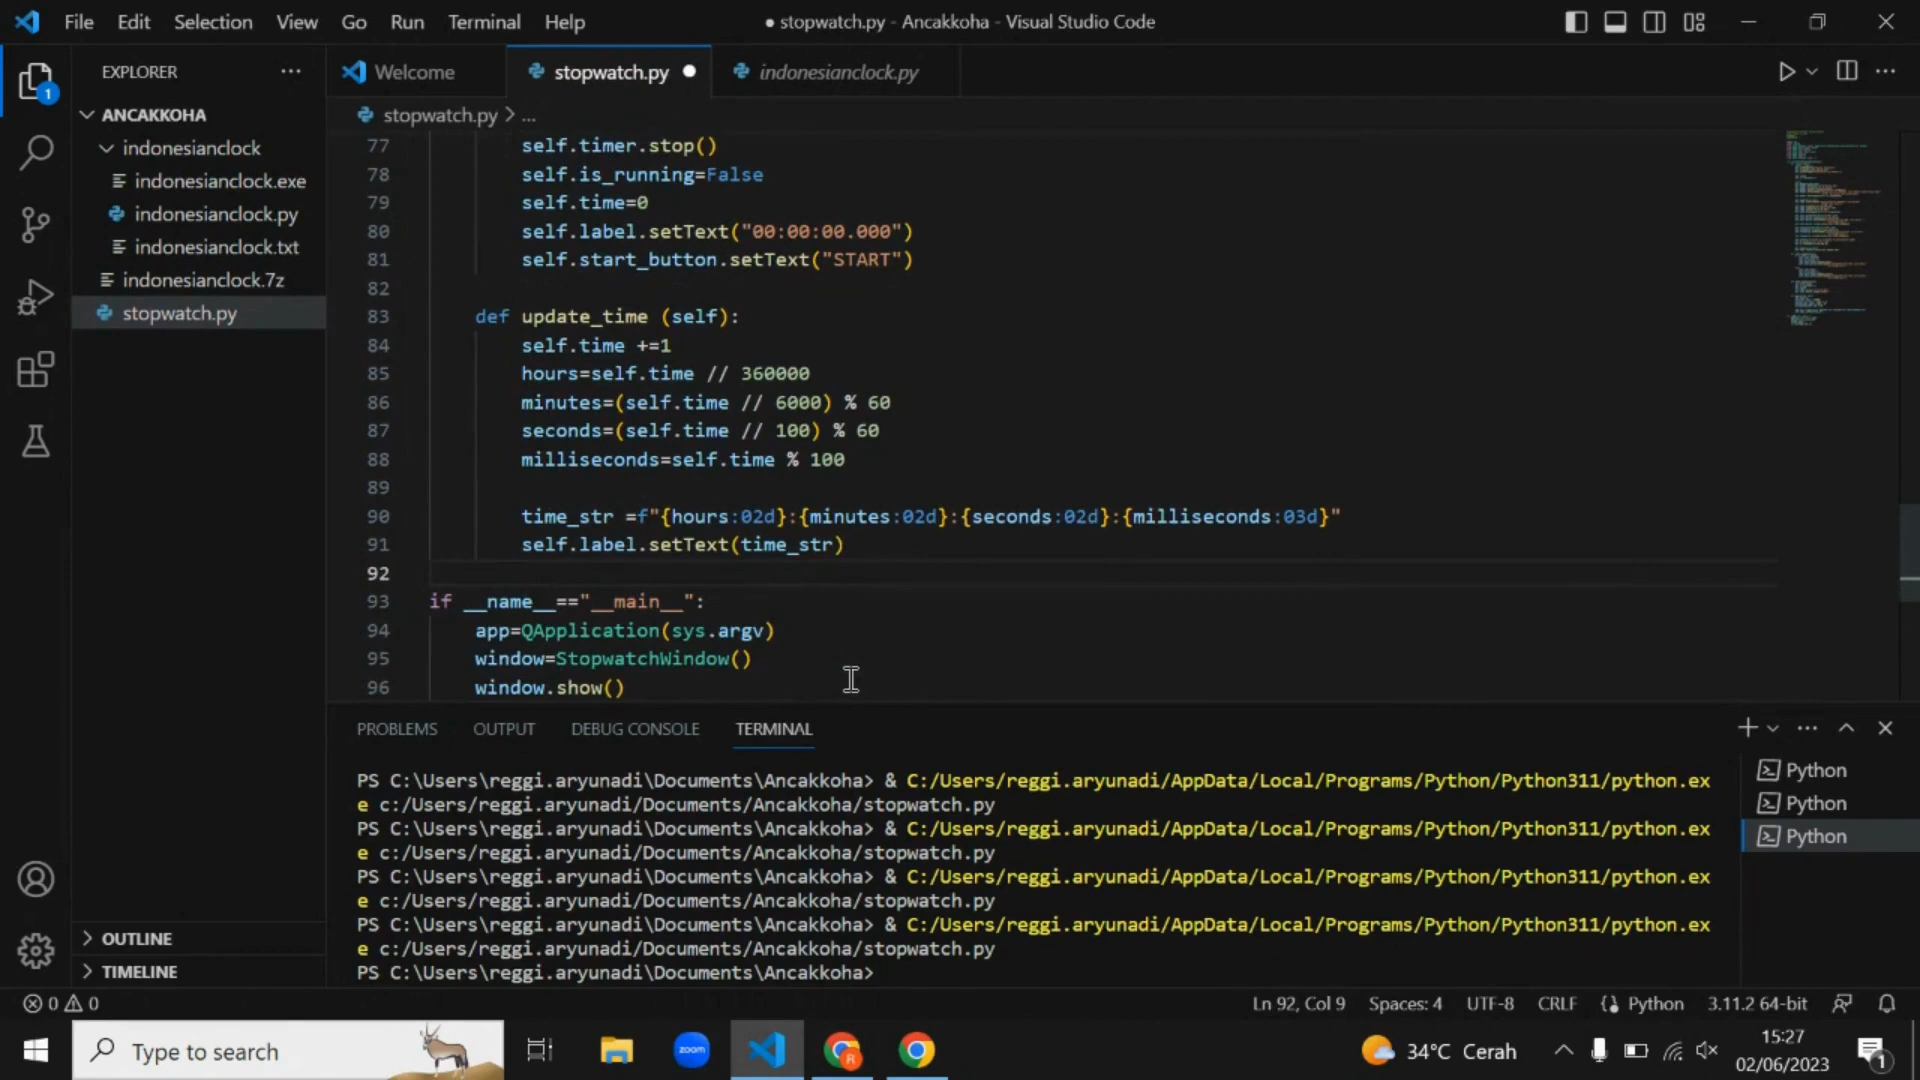 File Edit Selection View Go Run Terminal Help
● stopwatch.py - Ancakkoha - Visual Studio Code
EXPLORER
Welcome
stopwatch.py
indonesianclock.py
1
ANCAKKOHA
indonesianclock
indonesianclock.exe
indonesianclock.py
indonesianclock.txt
indonesianclock.7z
stopwatch.py
OUTLINE
TIMELINE
stopwatch.py > ...
77 self.timer.stop()
78 self.is_running=False
79 self.time=0
80 self.label.setText("00:00:00.000")
81 self.start_button.setText("START")
82
83 def update_time (self):
84 self.time +=1
85 hours=self.time // 360000
86 minutes=(self.time // 6000) % 60
87 seconds=(self.time // 100) % 60
88 milliseconds=self.time % 100
89
90 time_str =f"{hours:02d}:{minutes:02d}:{seconds:02d}:{milliseconds:03d}"
91 self.label.setText(time_str)
92
93 if __name__=="__main__":
94 app=QApplication(sys.argv)
95 window=StopwatchWindow()
96 window.show()
PROBLEMS OUTPUT DEBUG CONSOLE TERMINAL
PS C:\Users\reggi.aryunadi\Documents\Ancakkoha> & C:/Users/reggi.aryunadi/AppData/Local/Programs/Python/Python311/python.ex
e c:/Users/reggi.aryunadi/Documents/Ancakkoha/stopwatch.py
PS C:\Users\reggi.aryunadi\Documents\Ancakkoha> & C:/Users/reggi.aryunadi/AppData/Local/Programs/Python/Python311/python.ex
e c:/Users/reggi.aryunadi/Documents/Ancakkoha/stopwatch.py
PS C:\Users\reggi.aryunadi\Documents\Ancakkoha> & C:/Users/reggi.aryunadi/AppData/Local/Programs/Python/Python311/python.ex
e c:/Users/reggi.aryunadi/Documents/Ancakkoha/stopwatch.py
PS C:\Users\reggi.aryunadi\Documents\Ancakkoha> & C:/Users/reggi.aryunadi/AppData/Local/Programs/Python/Python311/python.ex
e c:/Users/reggi.aryunadi/Documents/Ancakkoha/stopwatch.py
PS C:\Users\reggi.aryunadi\Documents\Ancakkoha>
Python
Python
Python
0 0
Ln 92, Col 9 Spaces: 4 UTF-8 CRLF Python 3.11.2 64-bit
Type to search
zoom
R
34°C Cerah
15:27
02/06/2023
1